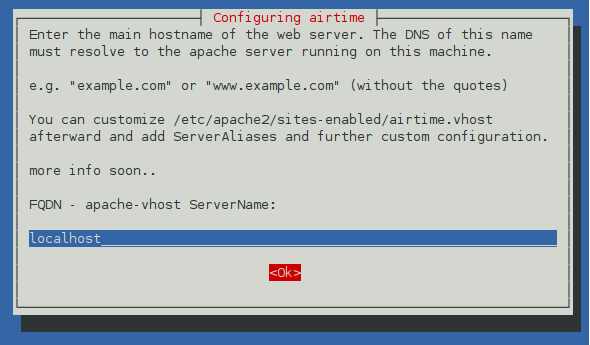 Configuring airtime
Enter the main hostname of the web server. The DNS of this name
must resolve to the apache server running on this machine.
e.g. "example.com" or "www.example.com" (without the quotes)
You can customize /etc/apache2/sites-enabled/airtime.vhost
afterward and add ServerAliases and further custom configuration.
more info soon..
FQDN - apache-vhost ServerName:
localhost
<Ok>